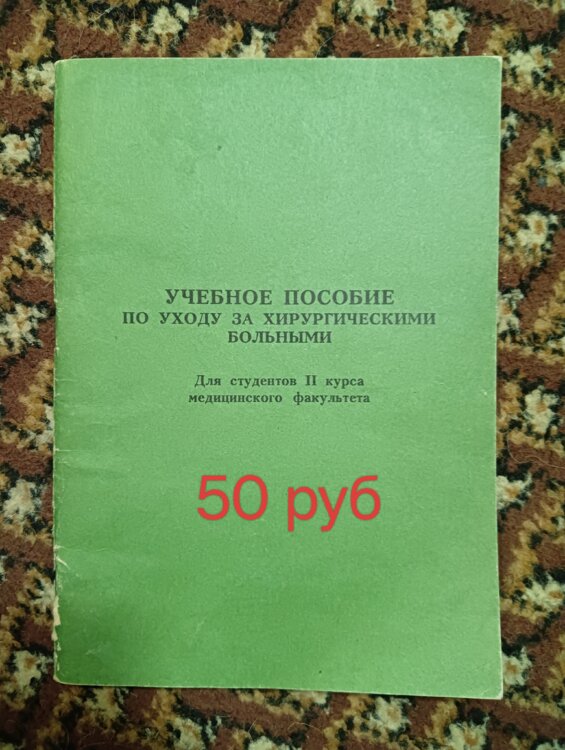 УЧЕБНОЕ ПОСОБИЕ
ПО УХОДУ ЗА ХИРУРГИЧЕСКИМИ
БОЛЬНЫМИ
Для студентов II курса
медицинского факультета
50 руб